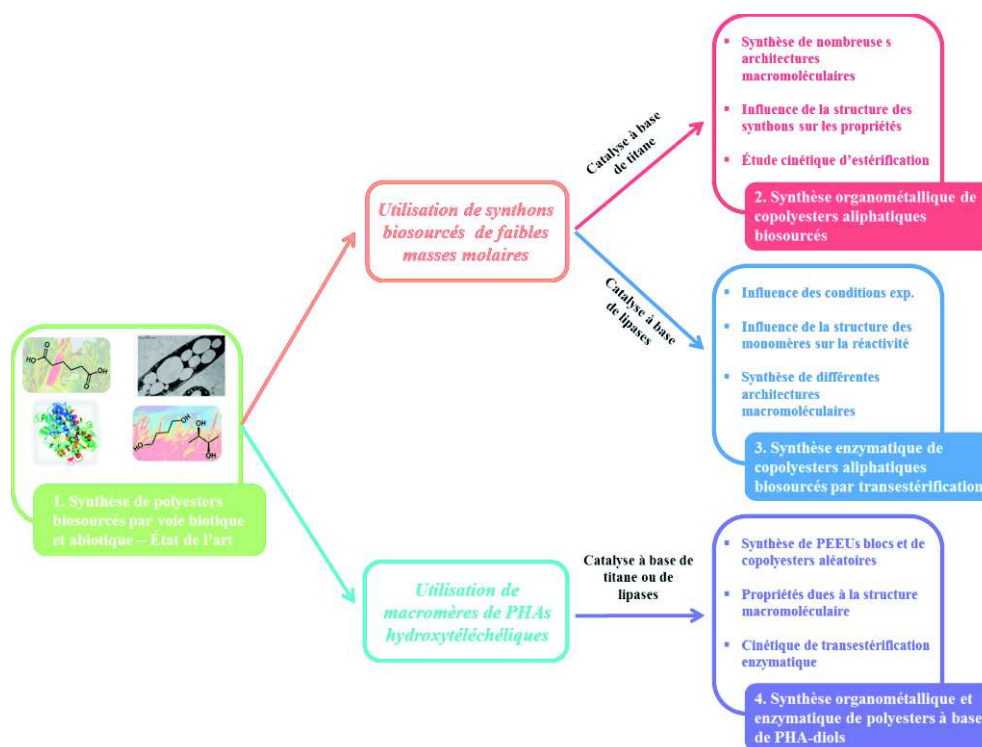 HO
O
O
OH
HO
OH
OH
OH
1. Synthèse de polyesters
biosourcés par voie biotique
et abiotique – État de l'art
Utilisation de synthons
biosourcés de faibles
masses molaires
Catalyse à base
de titane
Synthèse de nombreuse s
architectures
macromoléculaires
Influence de la structure des
synthons sur les propriétés
Étude cinétique d'estérification
2. Synthèse organométallique de
copolyesters aliphatiques
biosourcés
Catalyse à base
de lipases
Influence des conditions exp.
Influence de la structure des
monomères sur la réactivité
Synthèse de différentes
architectures
macromoléculaires
3. Synthèse enzymatique de
copolyesters aliphatiques
biosourcés par transestérification
Utilisation de
macromères de PHAs
hydroxytéléchéliques
Catalyse à base de
titane ou de
lipases
Synthèse de PEEUs blocs et de
copolyesters aléatoires
Propriétés dues à la structure
macromoléculaire
Cinétique de transestérification
enzymatique
4. Synthèse organométallique et
enzymatique de polyesters à base
de PHA-diols